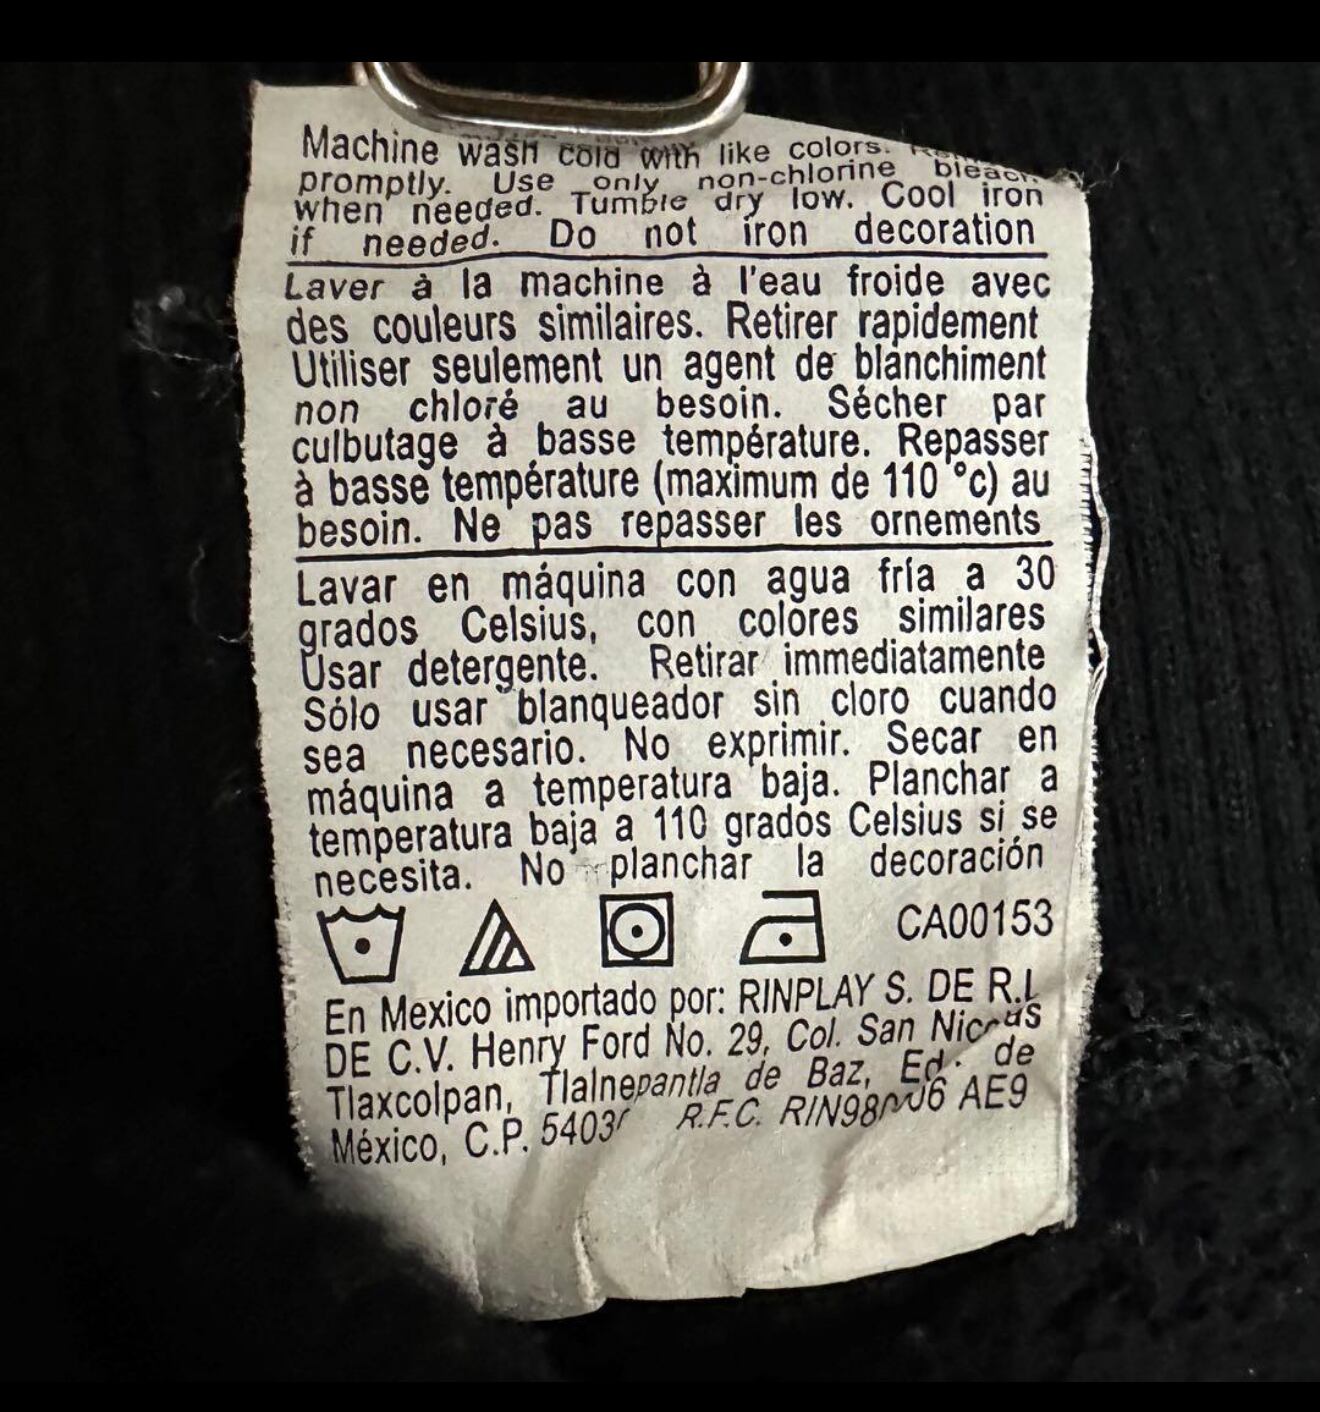 Machine wash cold with like colors.
promptly. Use only non-chlorine bleach
when needed. Tumble dry low. Cool iron
if needed. Do not iron decoration
Laver à la machine à l'eau froide avec
des couleurs similaires. Retirer rapidement
Utiliser seulement un agent de blanchiment
non chloré au besoin. Sécher par
culbutage à basse température. Repasser
à basse température (maximum de 110 °c) au
besoin. Ne pas repasser les ornements
Lavar en máquina con agua fría a 30
grados Celsius, con colores similares
Usar detergente. Retirar immediatamente
Sólo usar blanqueador sin cloro cuando
sea necesario. No exprimir. Secar en
máquina a temperatura baja. Planchar a
temperatura baja a 110 grados Celsius si se
necesita. No planchar la decoración
CA00153
En Mexico importado por: RINPLAY S. DE R.L
DE C.V. Henry Ford No. 29, Col. San
Tlaxcolpan, Tlalnepantla de Baz, Ed. de
México, C.P. R.F.C. AE9